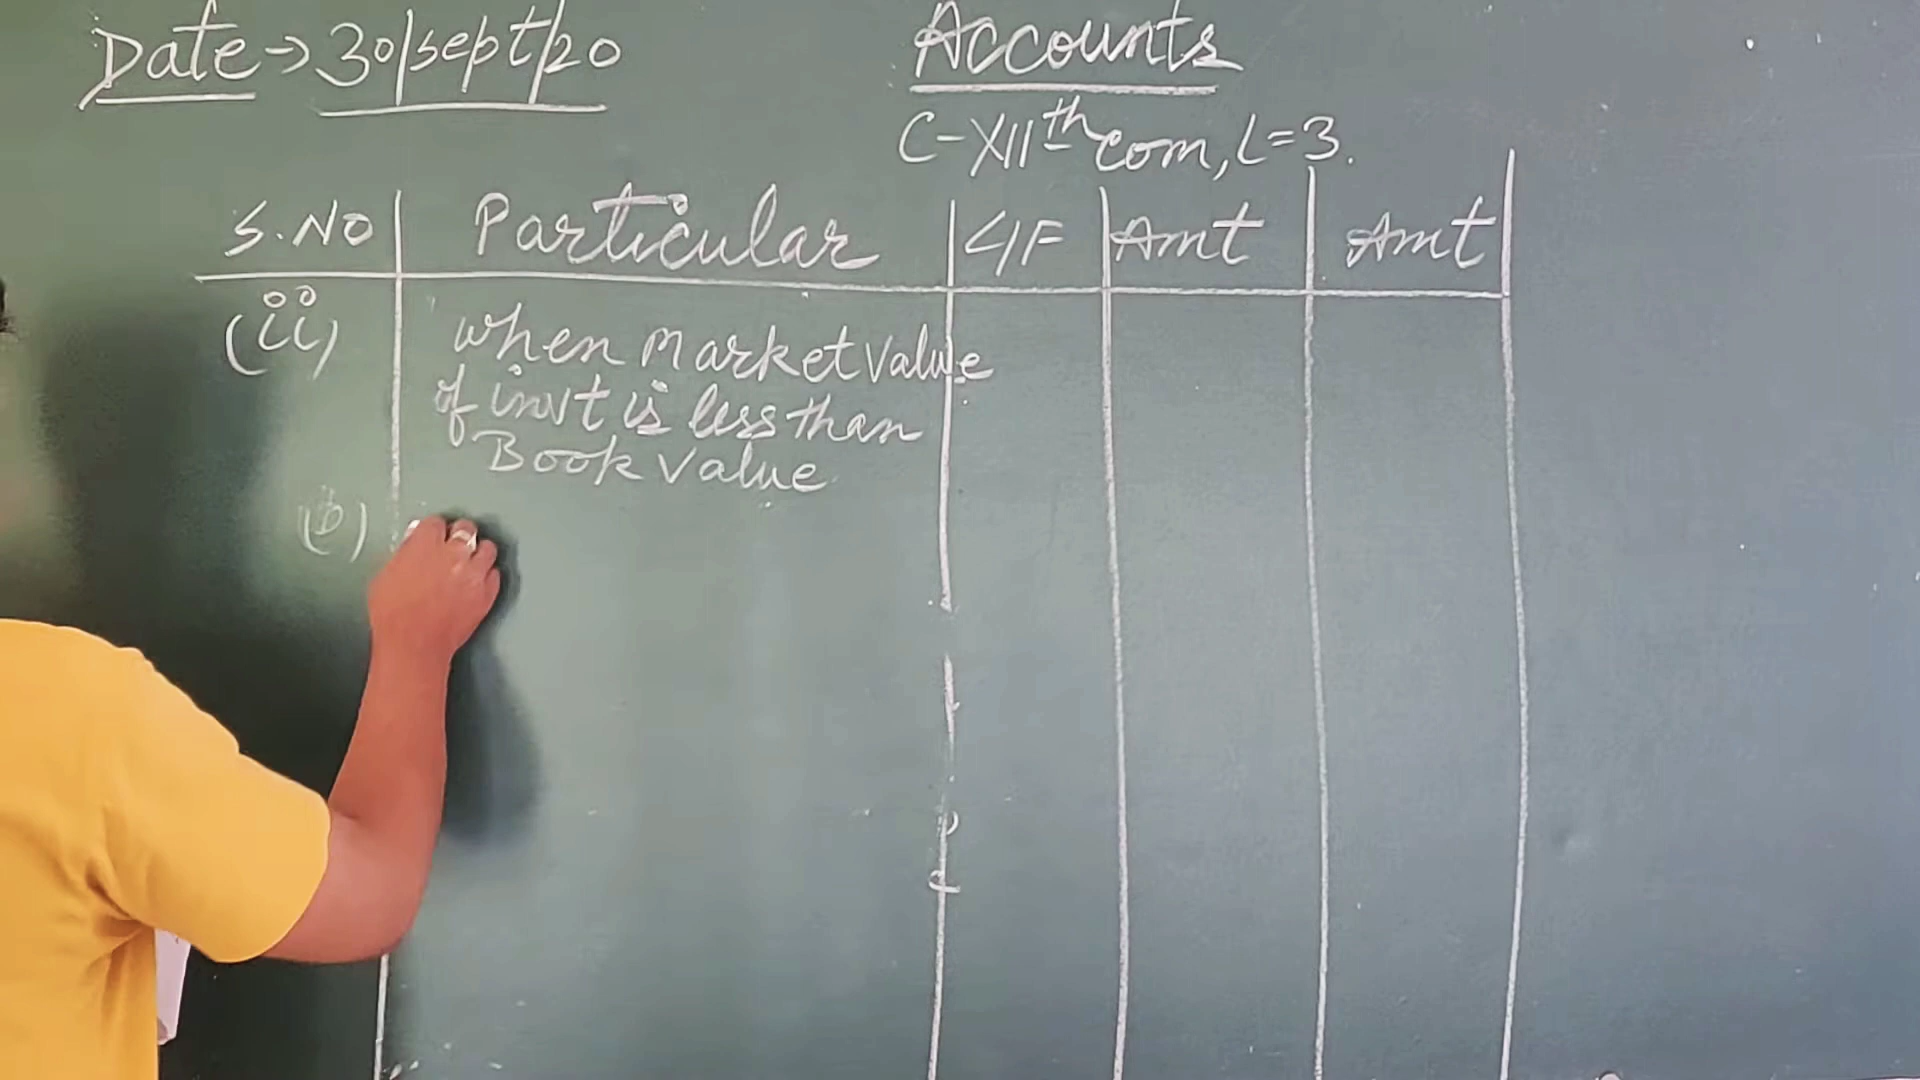 Date → 30/sept/20
Accounts
C-XIIth com, L=3.
S.No Particular L/F Amt Amt
(ii) when Market Value
of invt is less than
Book Value
(b)